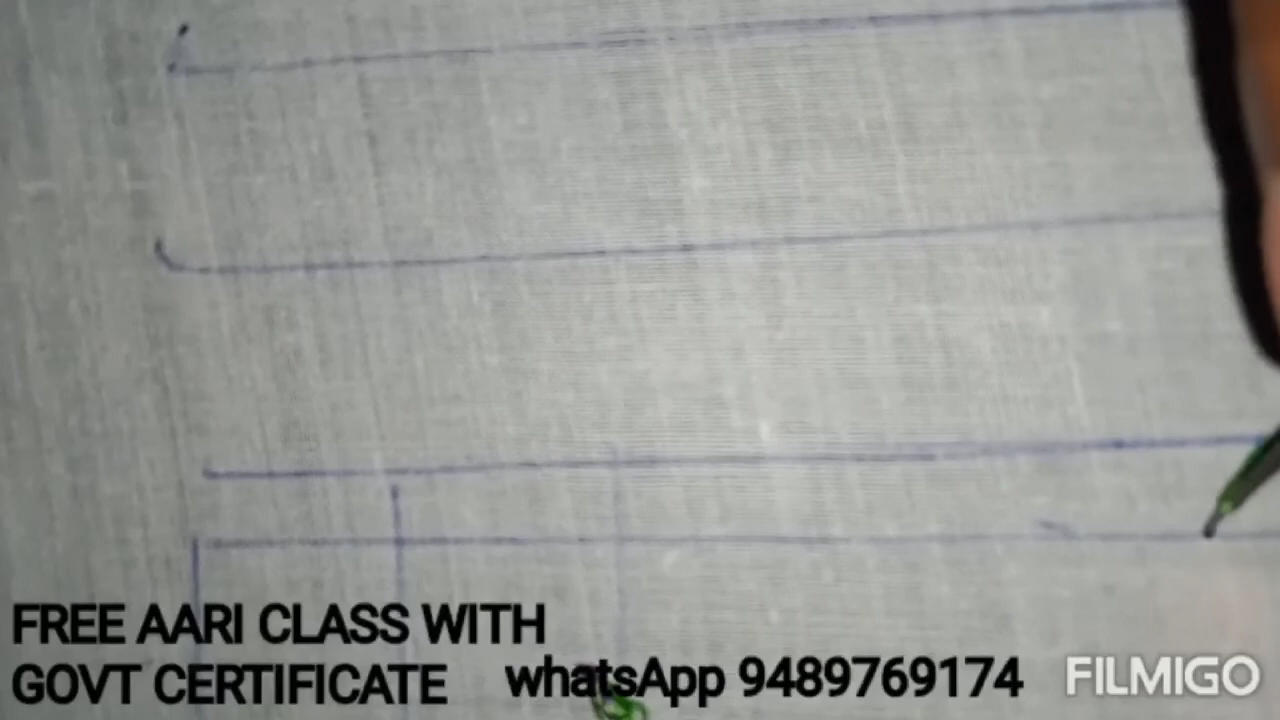 FREE AARI CLASS WITH
GOVT CERTIFICATE
whatsApp 9489769174
FILMIGO